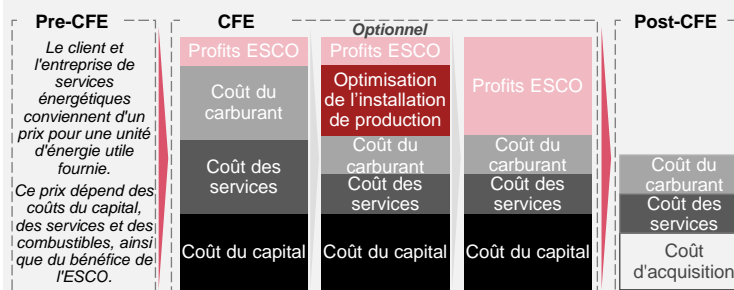 Pre-CFE
Le client et
l'entreprise de
services
énergétiques
conviennent d'un
prix pour une unité
d'énergie utile
fournie.
Ce prix dépend des
coûts du capital,
des services et des
combustibles, ainsi
que du bénéfice de
l'ESCO.
CFE
Optionnel
Profits ESCO
Coût du
carburant
Coût des
services
Coût du capital
Profits ESCO
Optimisation
de l’installation
de production
Coût du
carburant
Coût des
services
Coût du capital
Profits ESCO
Coût du
carburant
Coût des
services
Coût du capital
Post-CFE
Coût du
carburant
Coût des
services
Coût
d'acquisition